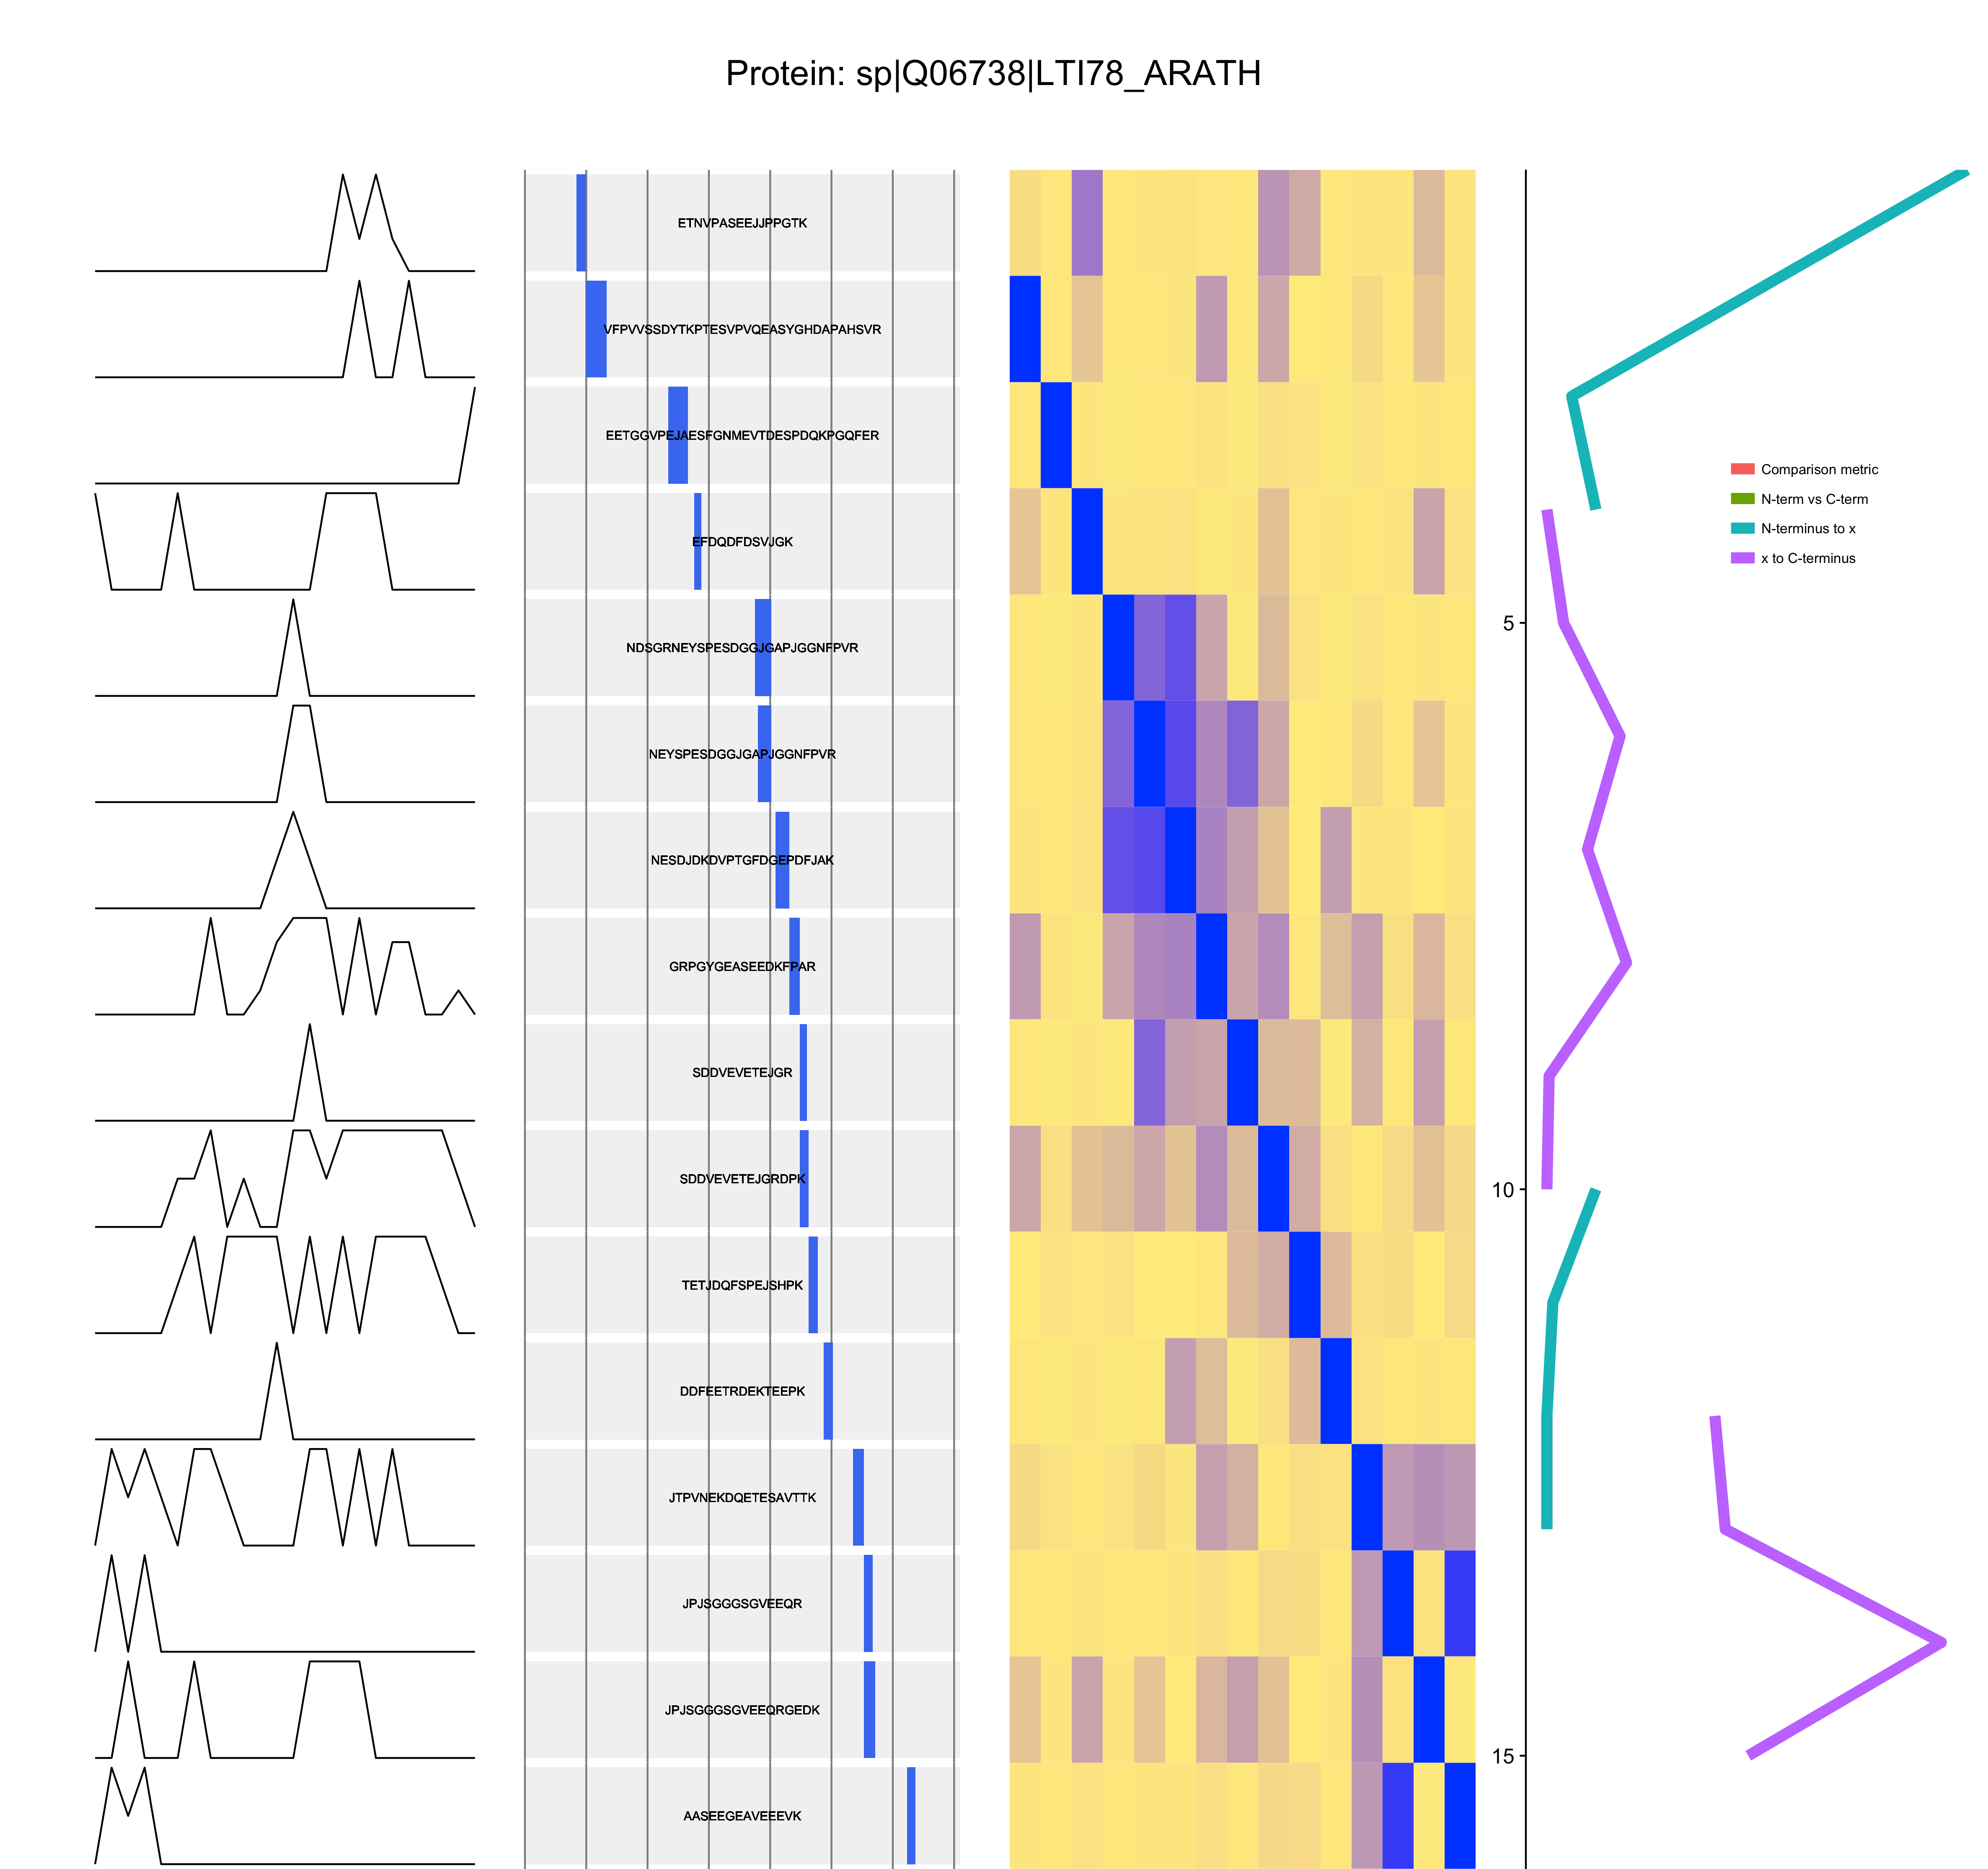 Protein: sp|Q06738|LTI78_ARATH
ETNVPASEEJJPPGTK
VFPVVSSDYTKPTESVPVQEASYGHDAPAHSVR
EETGGVPEJAESFGNMEVTDESPDQKPGQFER
Comparison metric
N-term vs C-term
N-terminus to x
x to C-terminus
EFDQDFDSVJGK
5
NDSGRNEYSPESDGGJGAPJGGNFPVR
NEYSPESDGGJGAPJGGNFPVR
NESDJDKDVPTGFDGEPDFJAK
GRPGYGEASEEDKFPAR
SDDVEVETEJGR
SDDVEVETEJGRDPK
10
TETJDQFSPEJSHPK
DDFEETRDEKTEEPK
JTPVNEKDQETESAVTTK
JPJSGGGSGVEEQR
JPJSGGGSGVEEQRGEDK
15
AASEEGEAVEEEVK